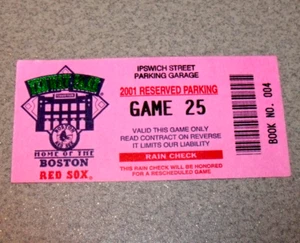 IPSWICH STREET
PARKING GARAGE
2001 RESERVED PARKING
GAME 25
VALID THIS GAME ONLY
READ CONTRACT ON REVERSE
IT LIMITS OUR LIABILITY
RAIN CHECK
THIS RAIN CHECK WILL BE HONORED
FOR A RESCHEDULED GAME.
HOME OF THE
BOSTON
RED SOX
BOOK NO. 004